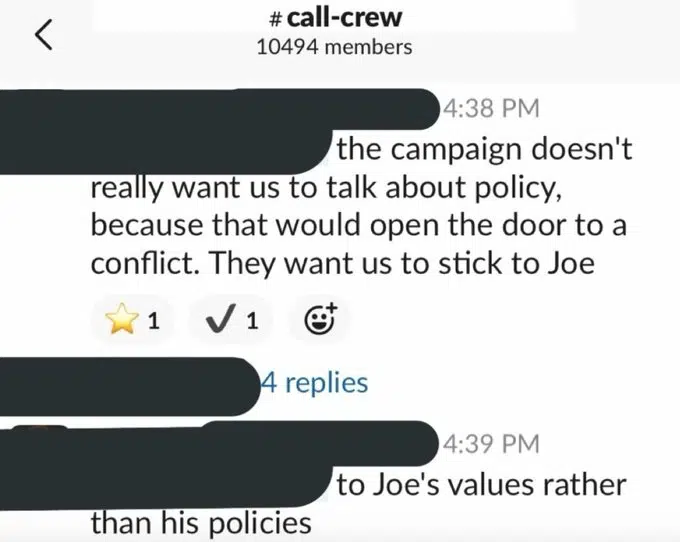 # call-crew
10494 members
4:38 PM
the campaign doesn't
really want us to talk about policy,
because that would open the door to a
conflict. They want us to stick to Joe
1 1
4 replies
4:39 PM
to Joe's values rather
than his policies